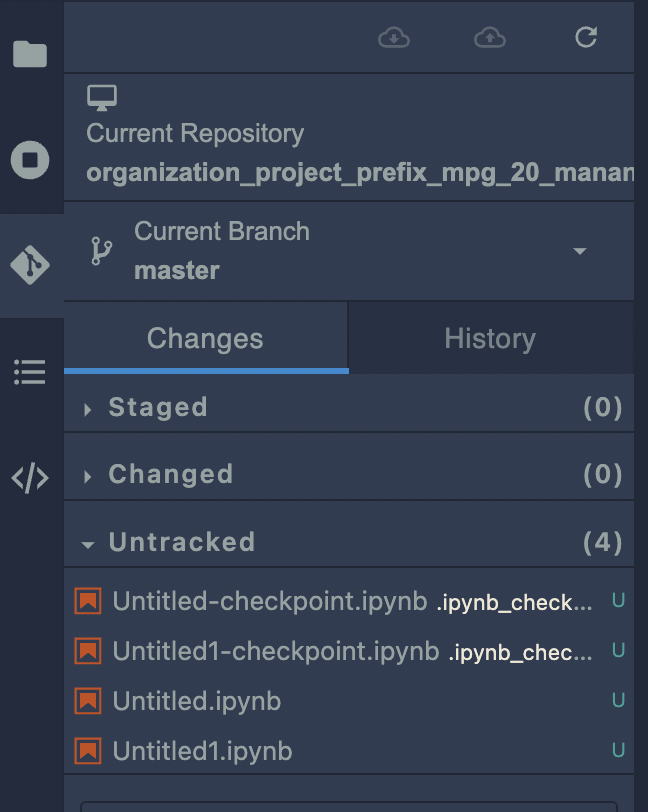 Current Repository
organization_project_prefix_mpg_20_manan
Current Branch
master
Changes History
Staged (0)
Changed (0)
Untracked (4)
Untitled-checkpoint.ipynb .ipynb_check... U
Untitled1-checkpoint.ipynb .ipynb_chec... U
Untitled.ipynb U
Untitled1.ipynb U